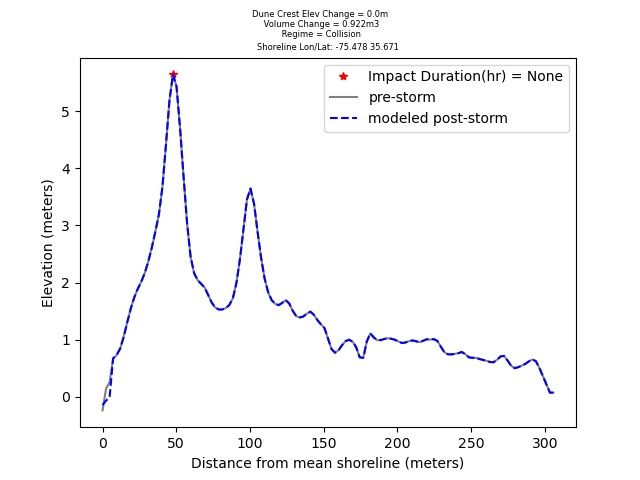 Dune Crest Elev Change = 0.0m
Volume Change = 0.922m3
Regime = Collision
Shoreline Lon/Lat: -75.478 35.671
Impact Duration(hr) = None
pre-storm
modeled post-storm
Elevation (meters)
5
4
3
2
1
0
0 50 100 150 200 250 300
Distance from mean shoreline (meters)